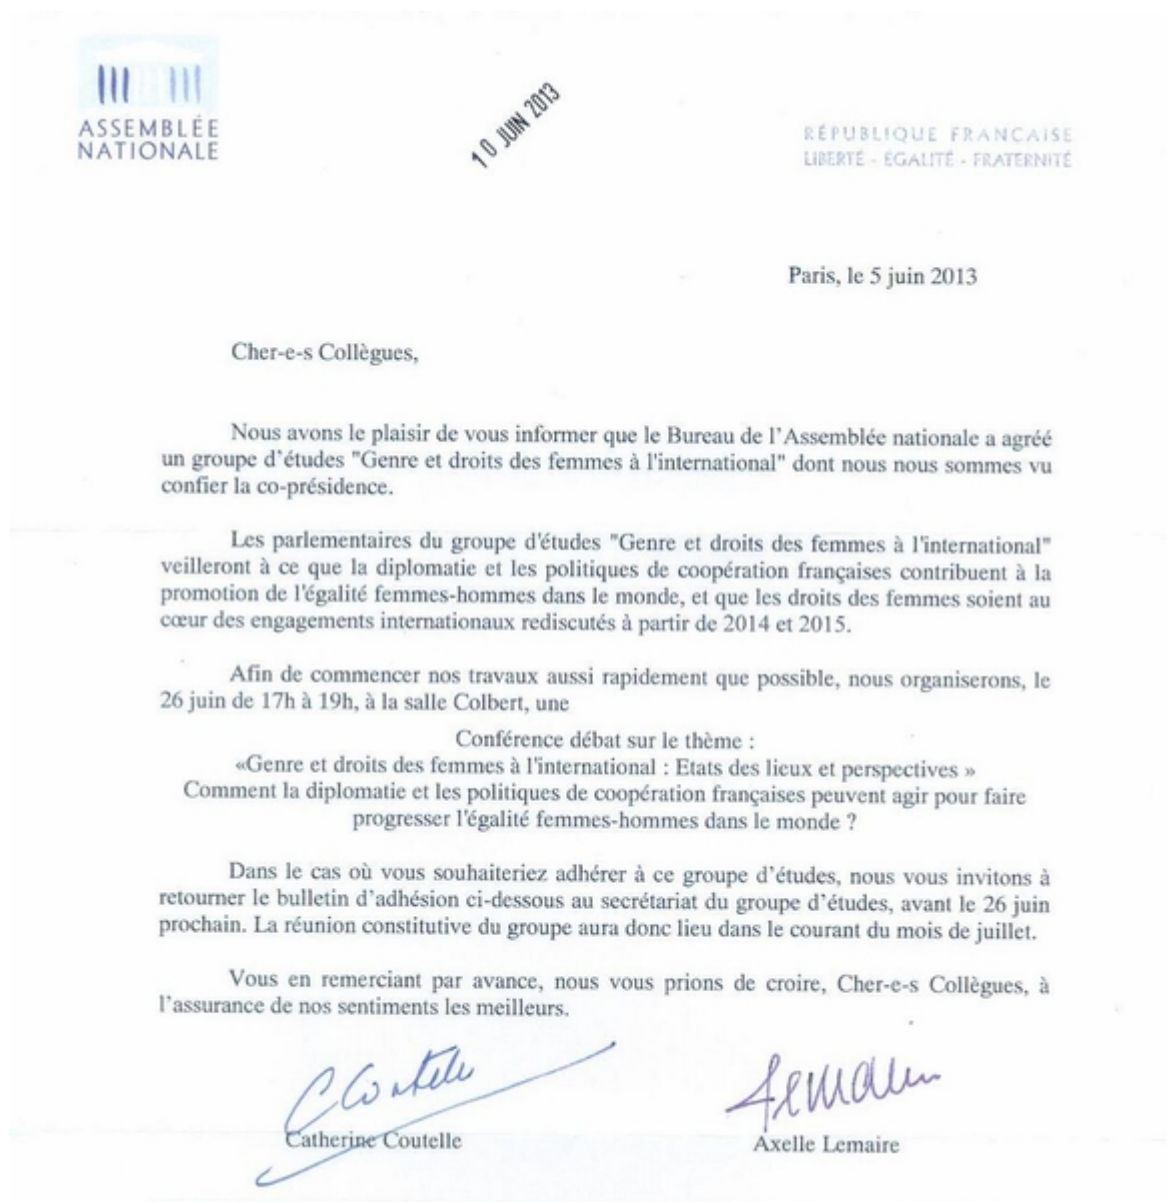 ASSEMBLÉE
NATIONALE
10 JUIN 2013
RÉPUBLIQUE FRANÇAISE
LIBERTÉ - ÉGALITÉ - FRATERNITÉ
Paris, le 5 juin 2013
Cher-e-s Collègues,
Nous avons le plaisir de vous informer que le Bureau de l'Assemblée nationale a agréé
un groupe d'études "Genre et droits des femmes à l'international" dont nous nous sommes vu
confier la co-présidence.
Les parlementaires du groupe d'études "Genre et droits des femmes à l'international"
veilleront à ce que la diplomatie et les politiques de coopération françaises contribuent à la
promotion de l'égalité femmes-hommes dans le monde, et que les droits des femmes soient au
cœur des engagements internationaux rediscutés à partir de 2014 et 2015.
Afin de commencer nos travaux aussi rapidement que possible, nous organiserons, le
26 juin de 17h à 19h, à la salle Colbert, une
Conférence débat sur le thème :
«Genre et droits des femmes à l'international : Etats des lieux et perspectives »
Comment la diplomatie et les politiques de coopération françaises peuvent agir pour faire
progresser l'égalité femmes-hommes dans le monde ?
Dans le cas où vous souhaiteriez adhérer à ce groupe d'études, nous vous invitons à
retourner le bulletin d'adhésion ci-dessous au secrétariat du groupe d'études, avant le 26 juin
prochain. La réunion constitutive du groupe aura donc lieu dans le courant du mois de juillet.
Vous en remerciant par avance, nous vous prions de croire, Cher-e-s Collègues, à
l'assurance de nos sentiments les meilleurs.
C Coutelle
Lemaire
Catherine Coutelle
Axelle Lemaire